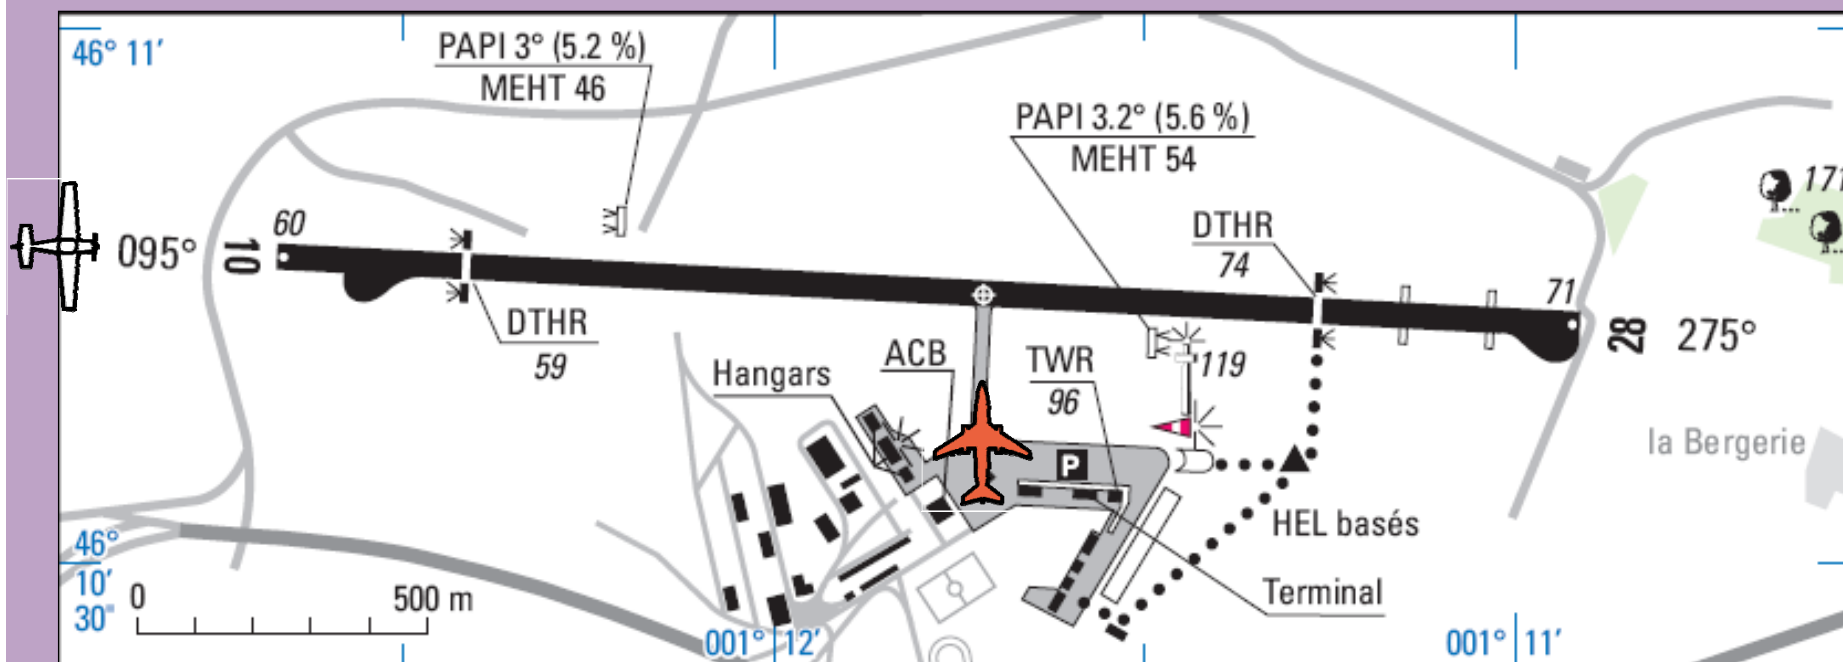 46° 11′
PAPI 3° (5.2 %)
MEHT 46
PAPI 3.2° (5.6 %)
MEHT 54
171
60
095°
10
DTHR
74
71
28
275°
DTHR
59
Hangars
ACB
TWR
96
119
P
la Bergerie
HEL basés
Terminal
46°
10′
30″
0
500 m
001° 12′
001° 11′